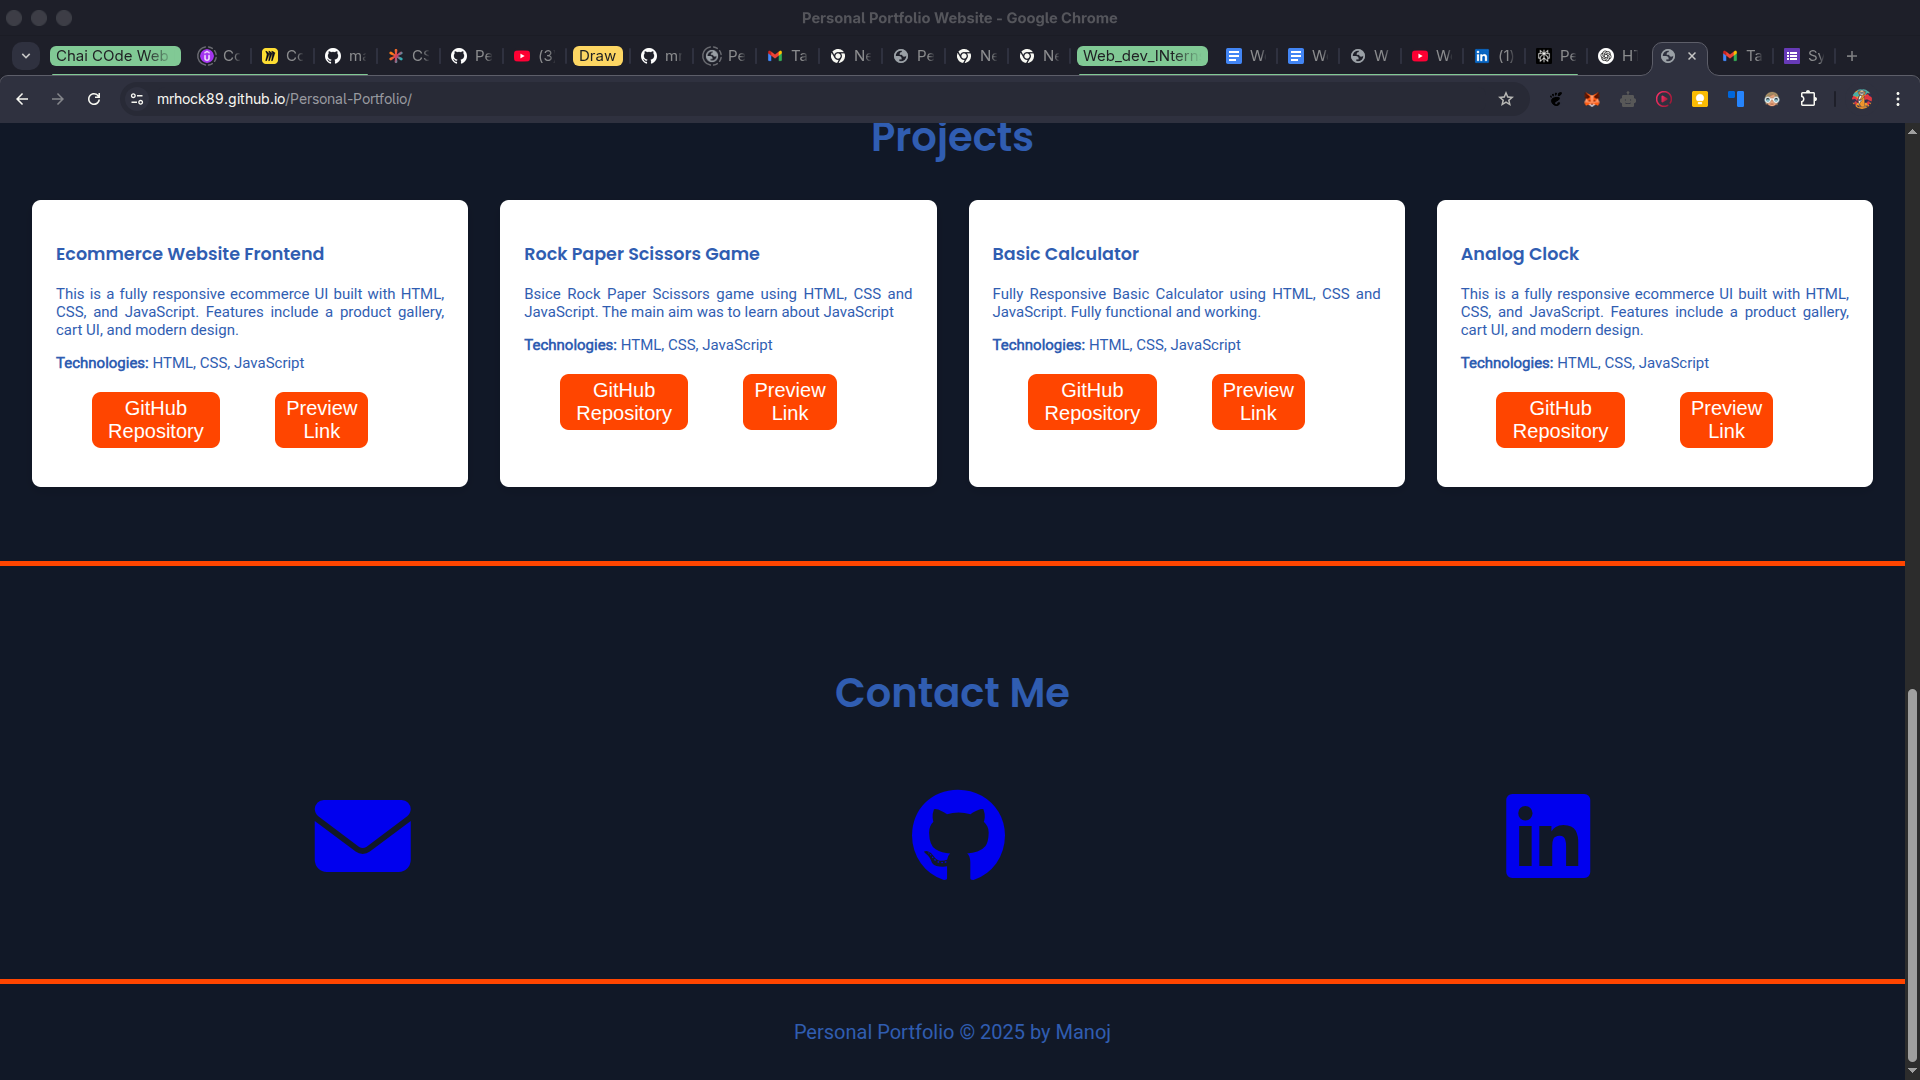 Personal Portfolio Website - Google Chrome
Chai COde Web
Co
Co
ma
CS
Pe
(3
Draw
mr
Pe
Ta
Ne
Pe
Ne
Ne
Web_dev_INtern
W
W
W
W
(1)
Pe
HT
Ta
Sy
mrhock89.github.io/Personal-Portfolio/
Projects
Ecommerce Website Frontend
This is a fully responsive ecommerce UI built with HTML,
CSS, and JavaScript. Features include a product gallery,
cart UI, and modern design.
Technologies: HTML, CSS, JavaScript
GitHub
Repository
Preview
Link
Rock Paper Scissors Game
Bsice Rock Paper Scissors game using HTML, CSS and
JavaScript. The main aim was to learn about JavaScript
Technologies: HTML, CSS, JavaScript
GitHub
Repository
Preview
Link
Basic Calculator
Fully Responsive Basic Calculator using HTML, CSS and
JavaScript. Fully functional and working.
Technologies: HTML, CSS, JavaScript
GitHub
Repository
Preview
Link
Analog Clock
This is a fully responsive ecommerce UI built with HTML,
CSS, and JavaScript. Features include a product gallery,
cart UI, and modern design.
Technologies: HTML, CSS, JavaScript
GitHub
Repository
Preview
Link
Contact Me
in
Personal Portfolio © 2025 by Manoj